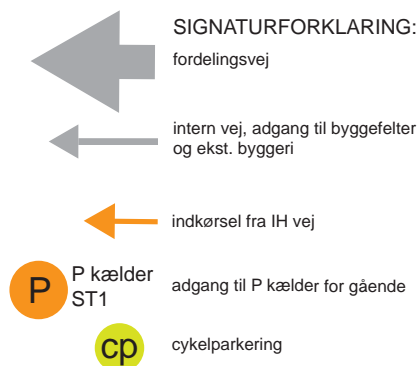 SIGNATURFORKLARING:
fordelingsvej
intern vej, adgang til byggefelter
og ekst. byggeri
indkørsel fra IH vej
P
P kælder
ST1
adgang til P kælder for gående
cp
cykelparkering